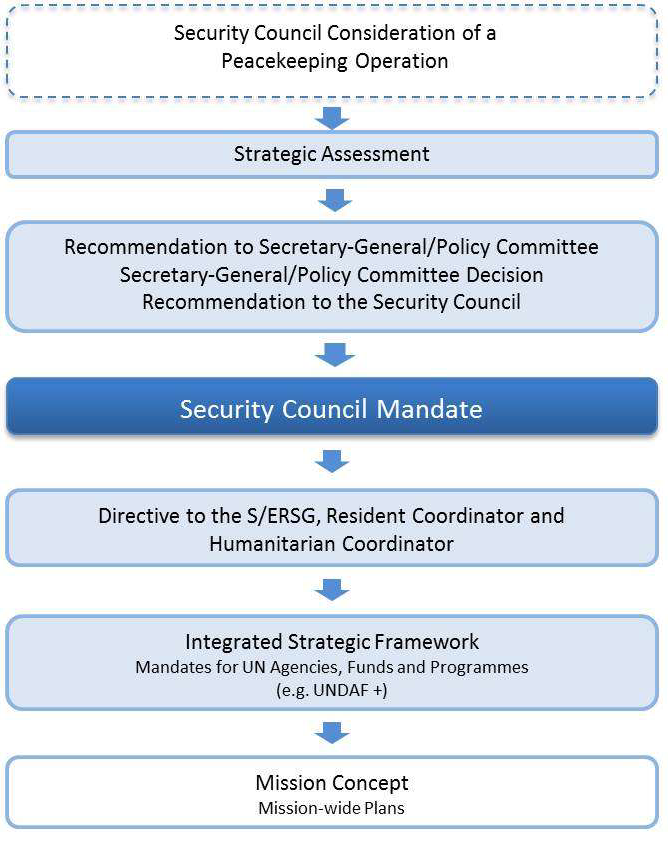 Security Council Consideration of a
Peacekeeping Operation
Strategic Assessment
Recommendation to Secretary-General/Policy Committee
Secretary-General/Policy Committee Decision
Recommendation to the Security Council
Security Council Mandate
Directive to the S/ERSG, Resident Coordinator and
Humanitarian Coordinator
Integrated Strategic Framework
Mandates for UN Agencies, Funds and Programmes
(e.g. UNDAF +)
Mission Concept
Mission-wide Plans